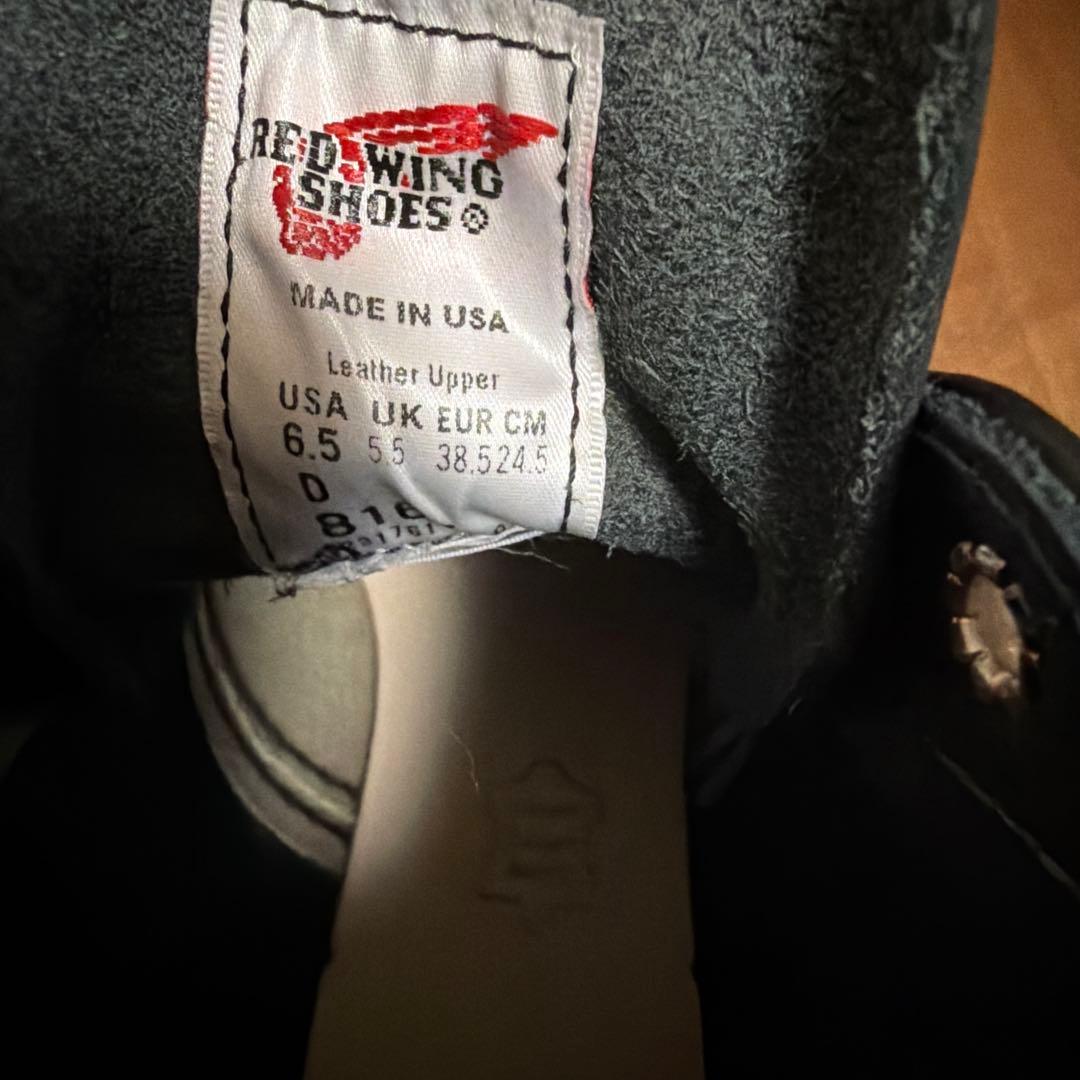 RED WING
SHOES
MADE IN USA
Leather Upper
USA UK EUR CM
6.5 5.5 38.5 24.5
D